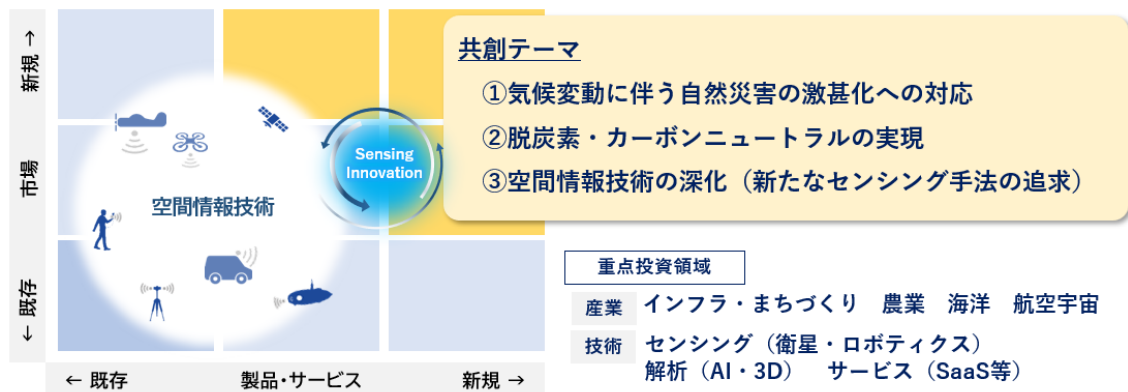 新規 →
市場
← 既存
空間情報技術
Sensing
Innovation
共創テーマ
①気候変動に伴う自然災害の激甚化への対応
②脱炭素・カーボンニュートラルの実現
③空間情報技術の深化（新たなセンシング手法の追求）
重点投資領域
産業 インフラ・まちづくり 農業 海洋 航空宇宙
技術 センシング（衛星・ロボティクス）
解析（AI・3D） サービス（SaaS等）
← 既存 製品・サービス 新規 →